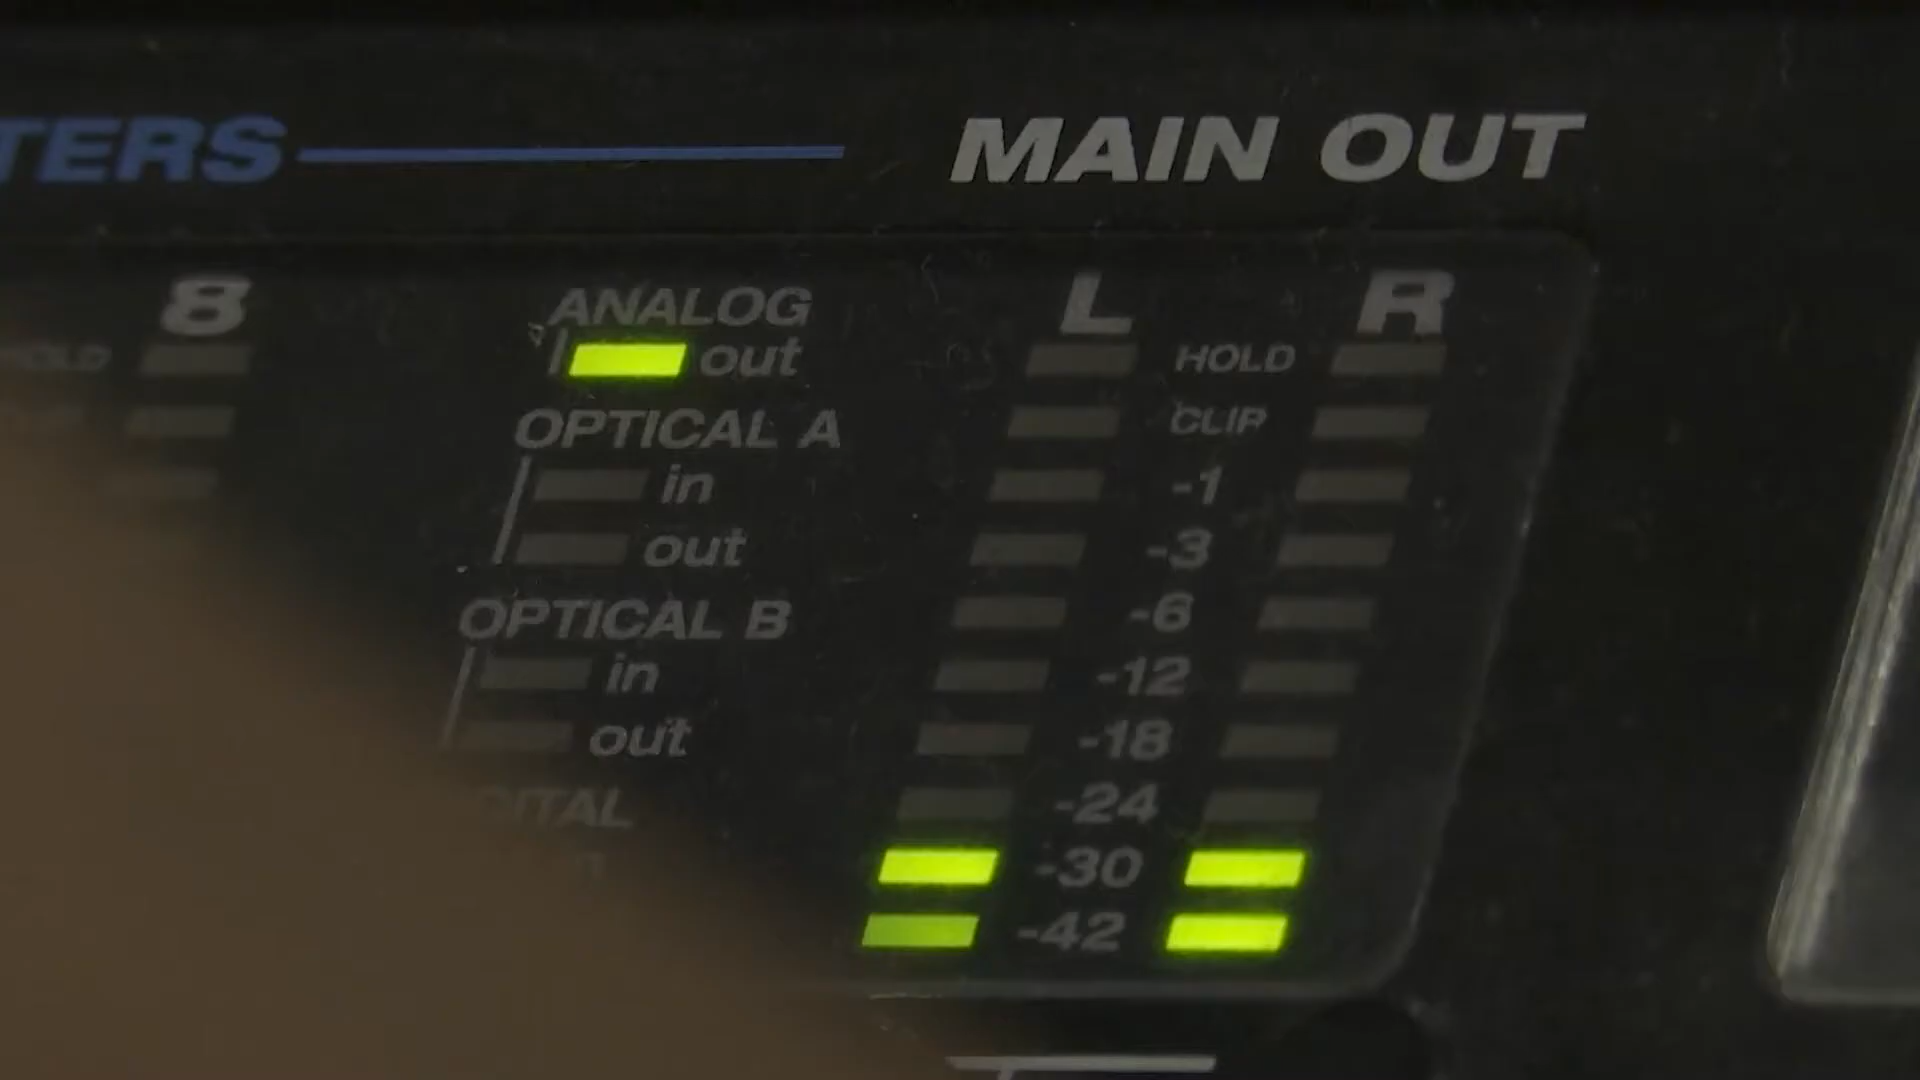 TERS MAIN OUT
8 ANALOG L R
HOLD out HOLD
OPTICAL A CLIP
in -1
out -3
OPTICAL B -6
in -12
out -18
-24
-30
-42